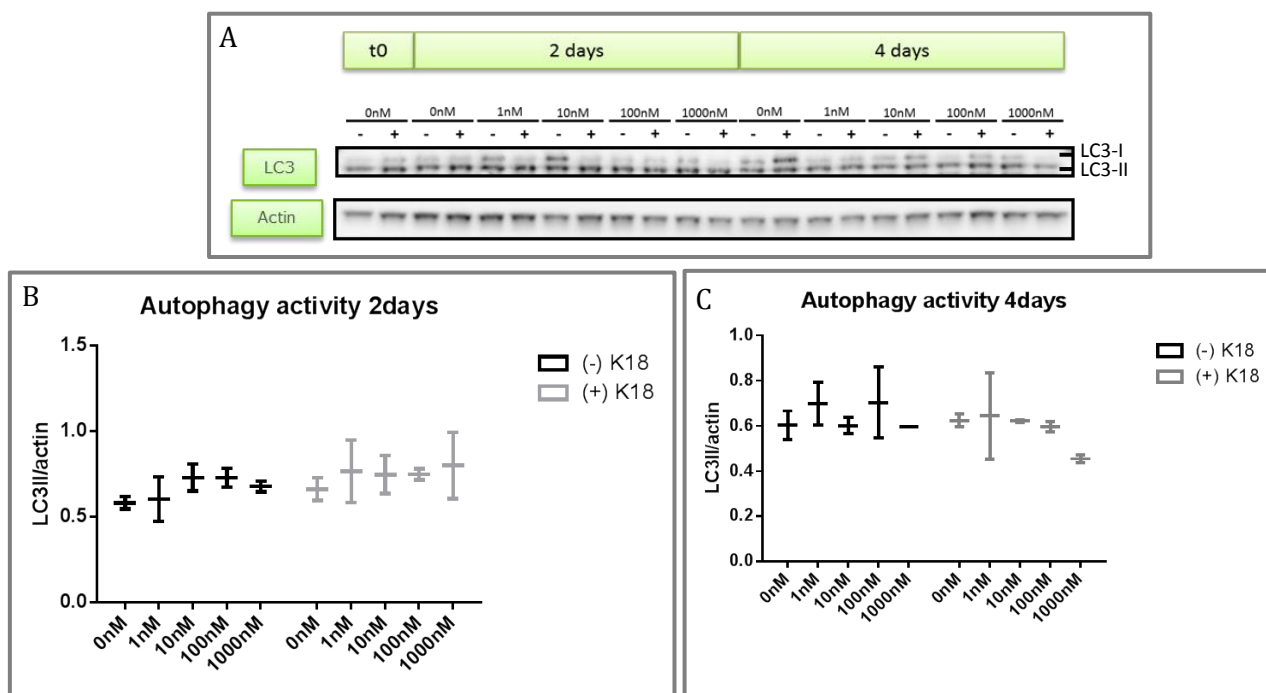 A
t0 2 days 4 days
0nM 0nM 1nM 10nM 100nM 1000nM 0nM 1nM 10nM 100nM 1000nM
- + - + - + - + - + - + - + - + - + - + - +
LC3 LC3-I
LC3-II
Actin
B
Autophagy activity 2days
(-) K18
(+) K18
LC3II/actin
1.5
1.0
0.5
0.0
0nM 1nM 10nM 100nM 1000nM 0nM 1nM 10nM 100nM 1000nM
C
Autophagy activity 4days
(-) K18
(+) K18
LC3II/actin
1.0
0.8
0.6
0.4
0.2
0.0
0nM 1nM 10nM 100nM 1000nM 0nM 1nM 10nM 100nM 1000nM